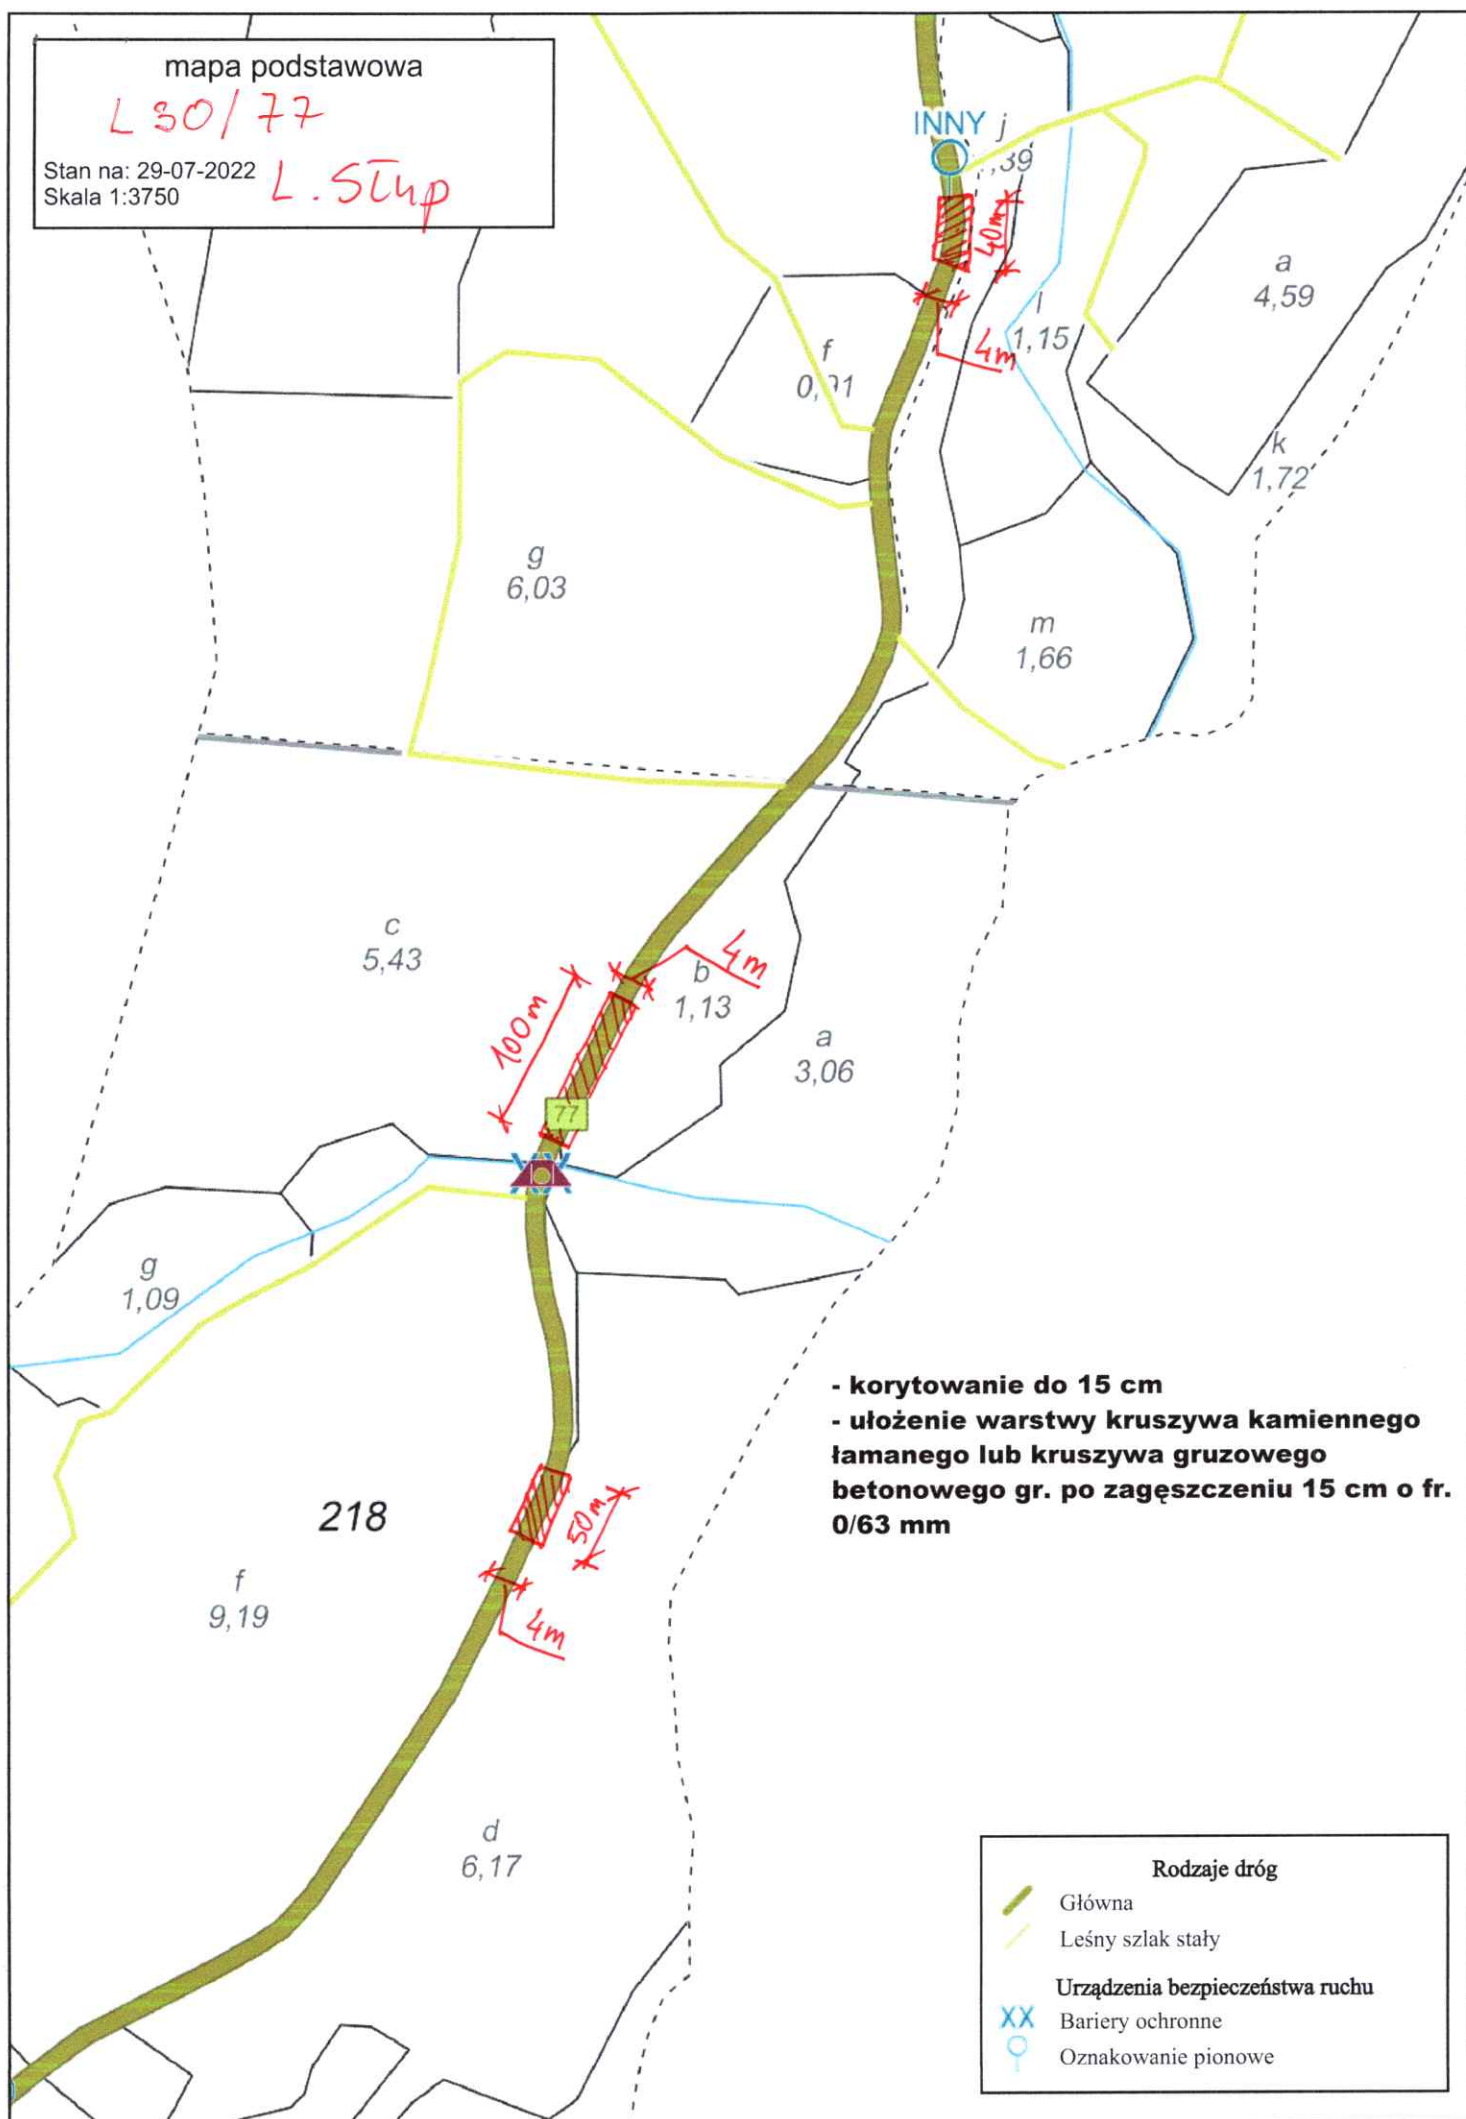 mapa podstawowa
L30/77
Stan na: 29-07-2022
L. Słup
Skala 1:3750
INNY
j
,39
40m
a
4,59
l
1,15
4m
f
k
1,72
g
6,03
m
1,66
c
5,43
4m
b
1,13
100m
a
3,06
77
g
1,09
- korytowanie do 15 cm
- ułożenie warstwy kruszywa kamiennego
łamanego lub kruszywa gruzowego
betonowego gr. po zagęszczeniu 15 cm o fr.
0/63 mm
218
50m
f
9,19
4m
d
6,17
Rodzaje dróg
Główna
Leśny szlak stały
Urządzenia bezpieczeństwa ruchu
XX Bariery ochronne
Oznakowanie pionowe